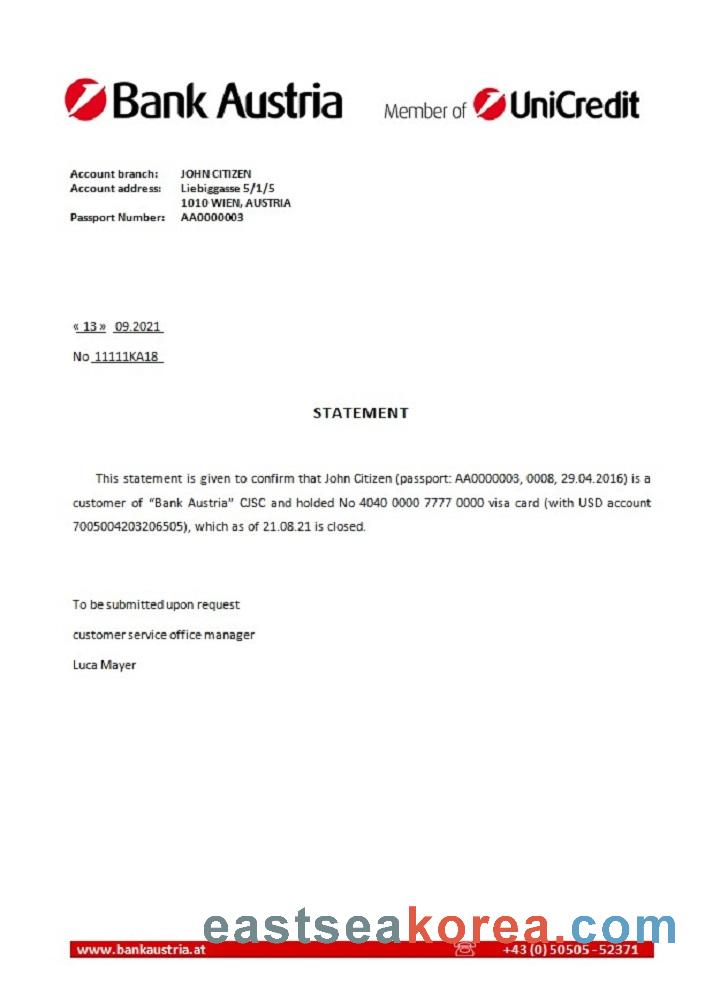 Bank Austria Member of UniCredit
Account branch: JOHN CITIZEN
Account address: Liebiggasse 5/1/5
1010 WIEN, AUSTRIA
Passport Number: AA0000003
« 13 » 09.2021
No 11111KA18
STATEMENT
This statement is given to confirm that John Citizen (passport: AA0000003, 0008, 29.04.2016) is a
customer of “Bank Austria” CJSC and holded No 4040 0000 7777 0000 visa card (with USD account
7005004203206505), which as of 21.08.21 is closed.
To be submitted upon request
customer service office manager
Luca Mayer
eastseakorea.com
www.bankaustria.at +43 (0) 50505 - 52371